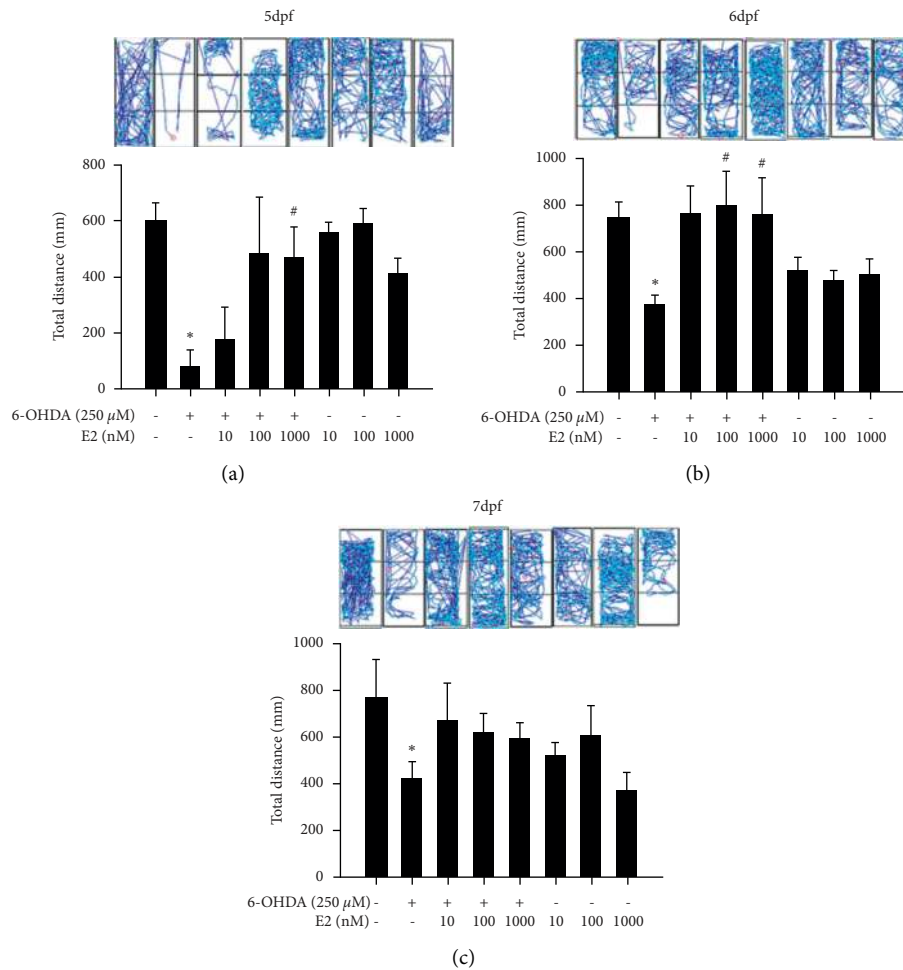 5dpf
800
600
400
200
0
Total distance (mm)
*
#
6-OHDA (250 µM) - + + + + - - -
E2 (nM) - - 10 100 1000 10 100 1000
(a)
6dpf
1000
800
600
400
200
0
Total distance (mm)
*
# #
6-OHDA (250 µM) - + + + + - - -
E2 (nM) - - 10 100 1000 10 100 1000
(b)
7dpf
1000
800
600
400
200
0
Total distance (mm)
*
6-OHDA (250 µM) - + + + + - - -
E2 (nM) - - 10 100 1000 10 100 1000
(c)